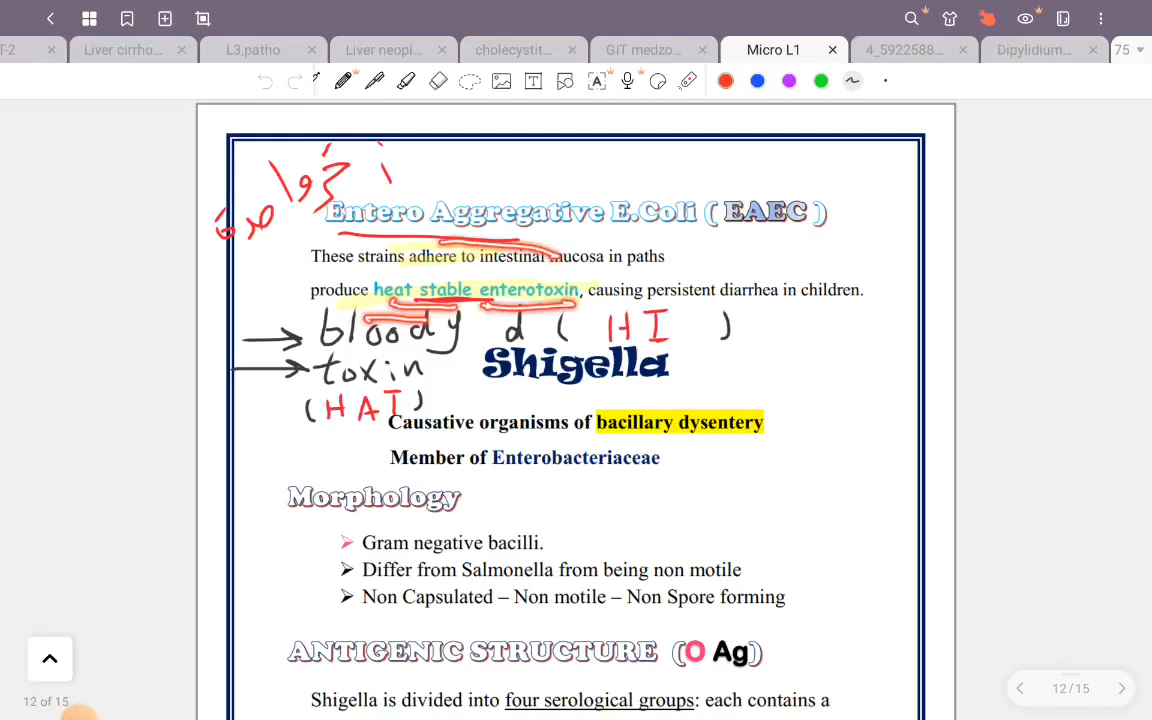 T-2 Liver cirrho... L3,patho Liver neopl... cholecystit... GIT medzo... Micro L1 4_5922588... Dipylidium... 75
Entero Aggregative E.Coli ( EAEC )
These strains adhere to intestinal mucosa in paths
produce heat stable enterotoxin, causing persistent diarrhea in children.
bloody d ( HI )
toxin
(HAI)
Shigella
Causative organisms of bacillary dysentery
Member of Enterobacteriaceae
Morphology
Gram negative bacilli.
Differ from Salmonella from being non motile
Non Capsulated – Non motile – Non Spore forming
ANTIGENIC STRUCTURE (O Ag)
Shigella is divided into four serological groups: each contains a
12 of 15
12/15